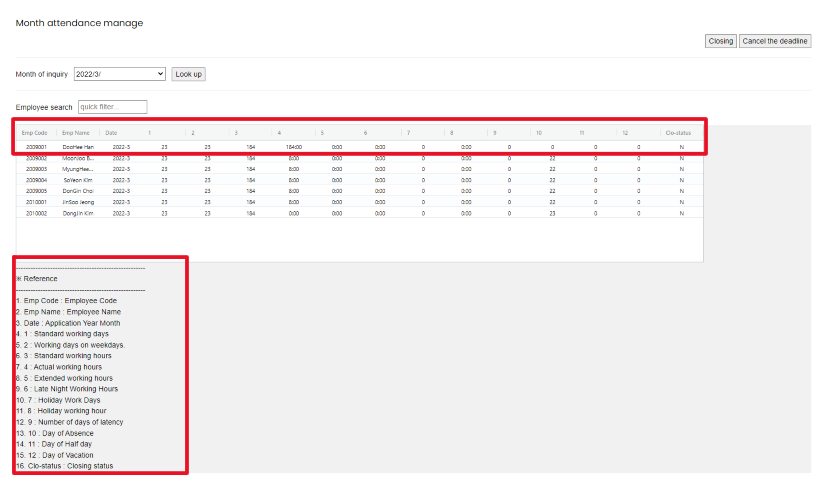 Month attendance manage
Closing Cancel the deadline
Month of inquiry 2022/3/ Look up
Employee search quick filter...
Emp Code Emp Name Date 1 2 3 4 5 6 7 8 9 10 11 12 Clo-status
2009001 DaoHee Han 2022-3 23 23 184 184:00 0:00 0:00 0 0:00 0 0 0 0 N
2009002 MoonJoo B... 2022-3 23 23 184 8:00 0:00 0:00 0 0:00 0 22 0 0 N
2009003 MyungHee... 2022-3 23 23 184 8:00 0:00 0:00 0 0:00 0 22 0 0 N
2009004 SoYeon Kim 2022-3 23 23 184 8:00 0:00 0:00 0 0:00 0 22 0 0 N
2009005 DonGin Choi 2022-3 23 23 184 8:00 0:00 0:00 0 0:00 0 22 0 0 N
2010001 JinSoo Jeong 2022-3 23 23 184 8:00 0:00 0:00 0 0:00 0 22 0 0 N
2010002 DongJin Kim 2022-3 23 23 184 0:00 0:00 0:00 0 0:00 0 23 0 0 N
※ Reference
1. Emp Code : Employee Code
2. Emp Name : Employee Name
3. Date : Application Year Month
4. 1 : Standard working days
5. 2 : Working days on weekdays.
6. 3 : Standard working hours
7. 4 : Actual working hours
8. 5 : Extended working hours
9. 6 : Late Night Working Hours
10. 7 : Holiday Work Days
11. 8 : Holiday working hour
12. 9 : Number of days of latency
13. 10 : Day of Absence
14. 11 : Day of Half day
15. 12 : Day of Vacation
16. Clo-status : Closing status